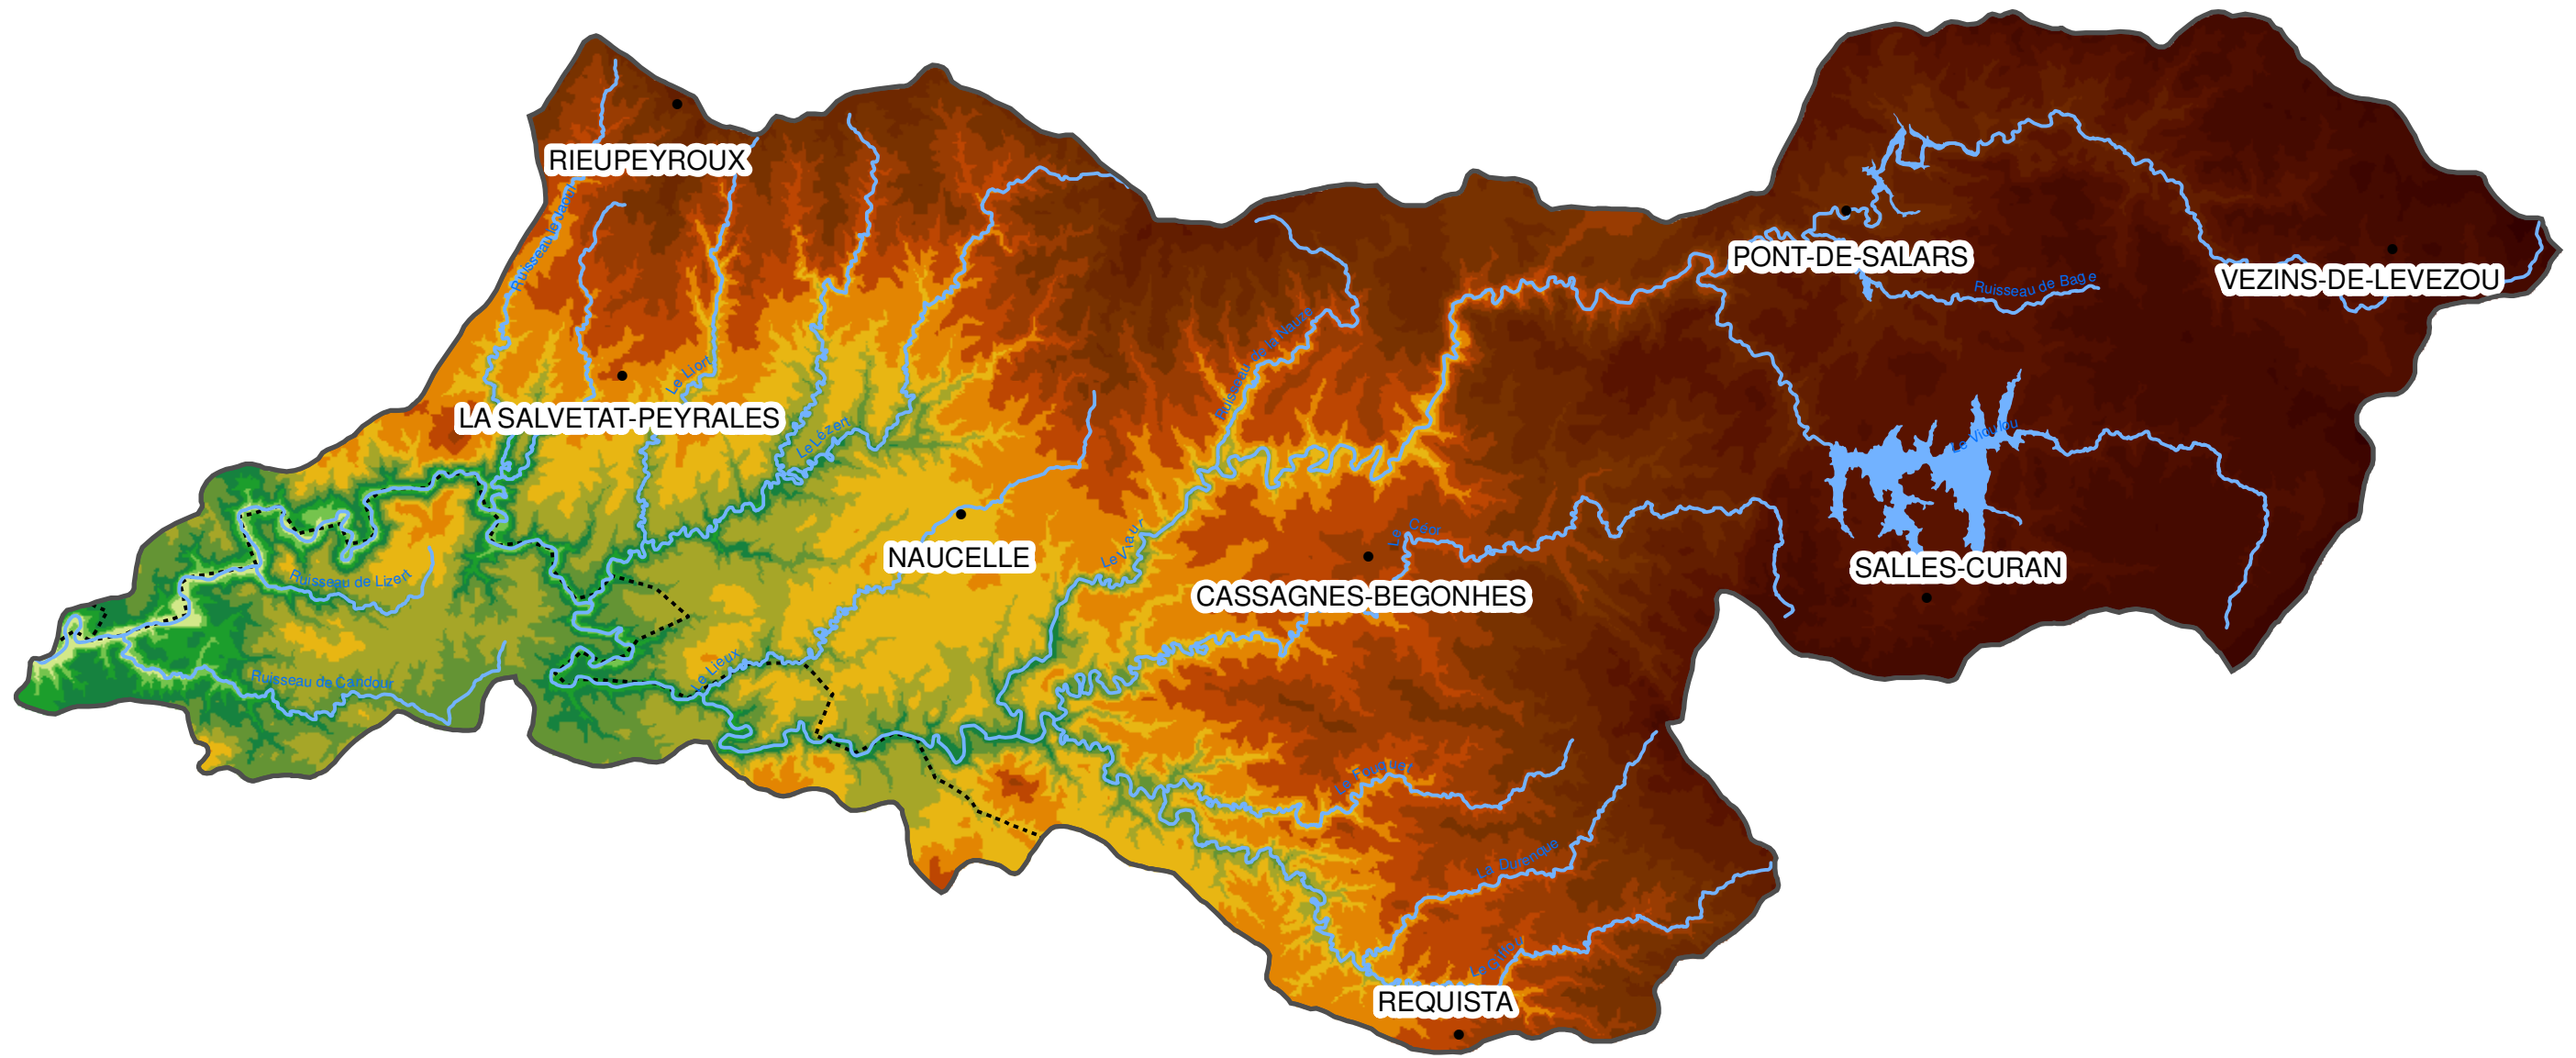 RIEUPEYROUX
Ruisseau le Jaoul
PONT-DE-SALARS
VEZINS-DE-LEVEZOU
Ruisseau de Bage
Ruisseau de la Nauze
Le Liort
LA SALVETAT-PEYRALES
Le Lézert
Le Vioulou
Le Céor
Le Viaur
NAUCELLE
SALLES-CURAN
Ruisseau de Lizert
CASSAGNES-BEGONHES
Le Lieux
Ruisseau de Candour
La Durenque
Le Giffou
REQUISTA